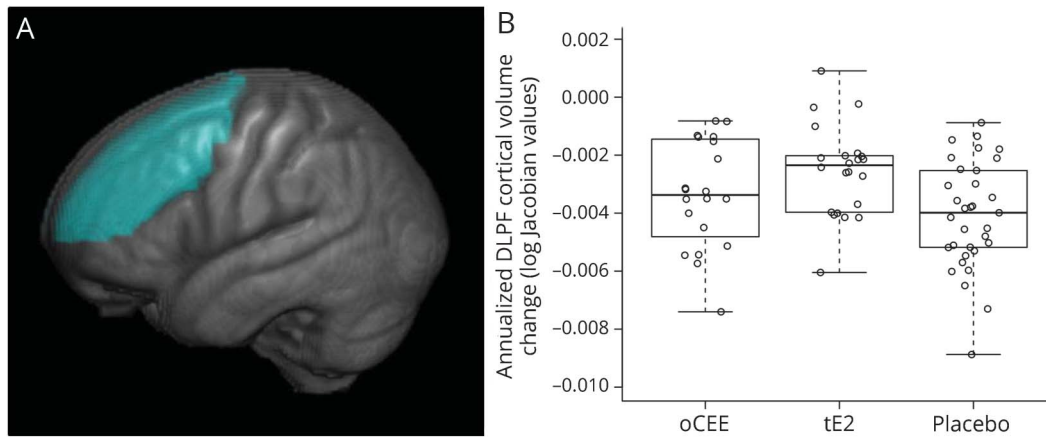 A
B
Annualized DLPF cortical volume
change (log Jacobian values)
0.002
0.000
−0.002
−0.004
−0.006
−0.008
−0.010
oCEE
tE2
Placebo